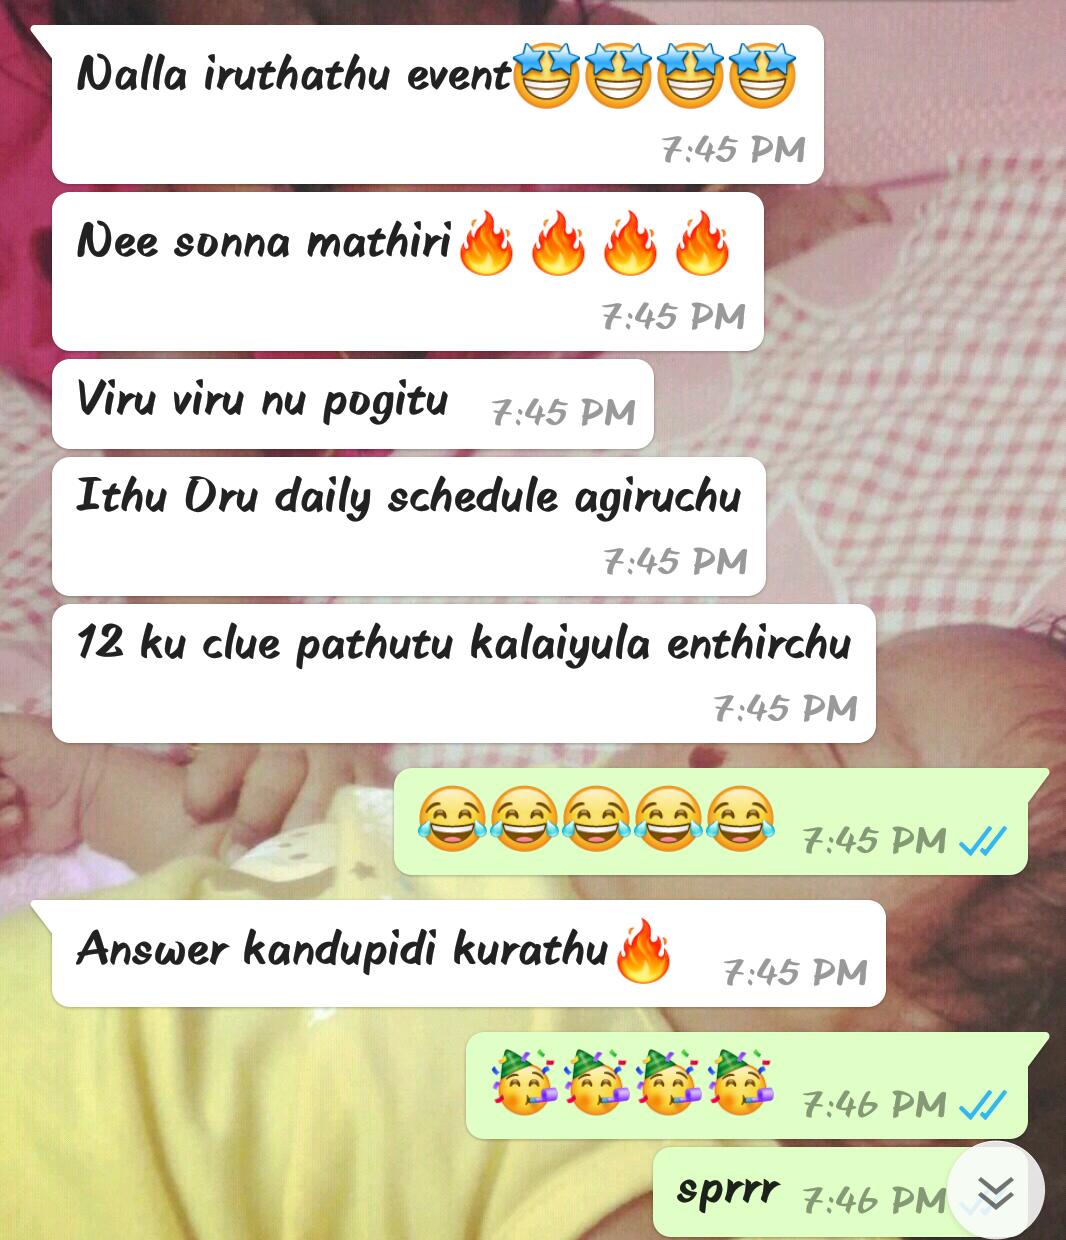 Nalla iruthathu event🤩🤩🤩🤩
7:45 PM
Nee sonna mathiri🔥🔥🔥🔥
7:45 PM
Viru viru nu pogitu 7:45 PM
Ithu Oru daily schedule agiruchu
7:45 PM
12 ku clue pathutu kalaiyula enthirchu
7:45 PM
😂😂😂😂😂 7:45 PM
Answer kandupidi kurathu🔥 7:45 PM
🥳🥳🥳🥳 7:46 PM
sprrr 7:46 PM